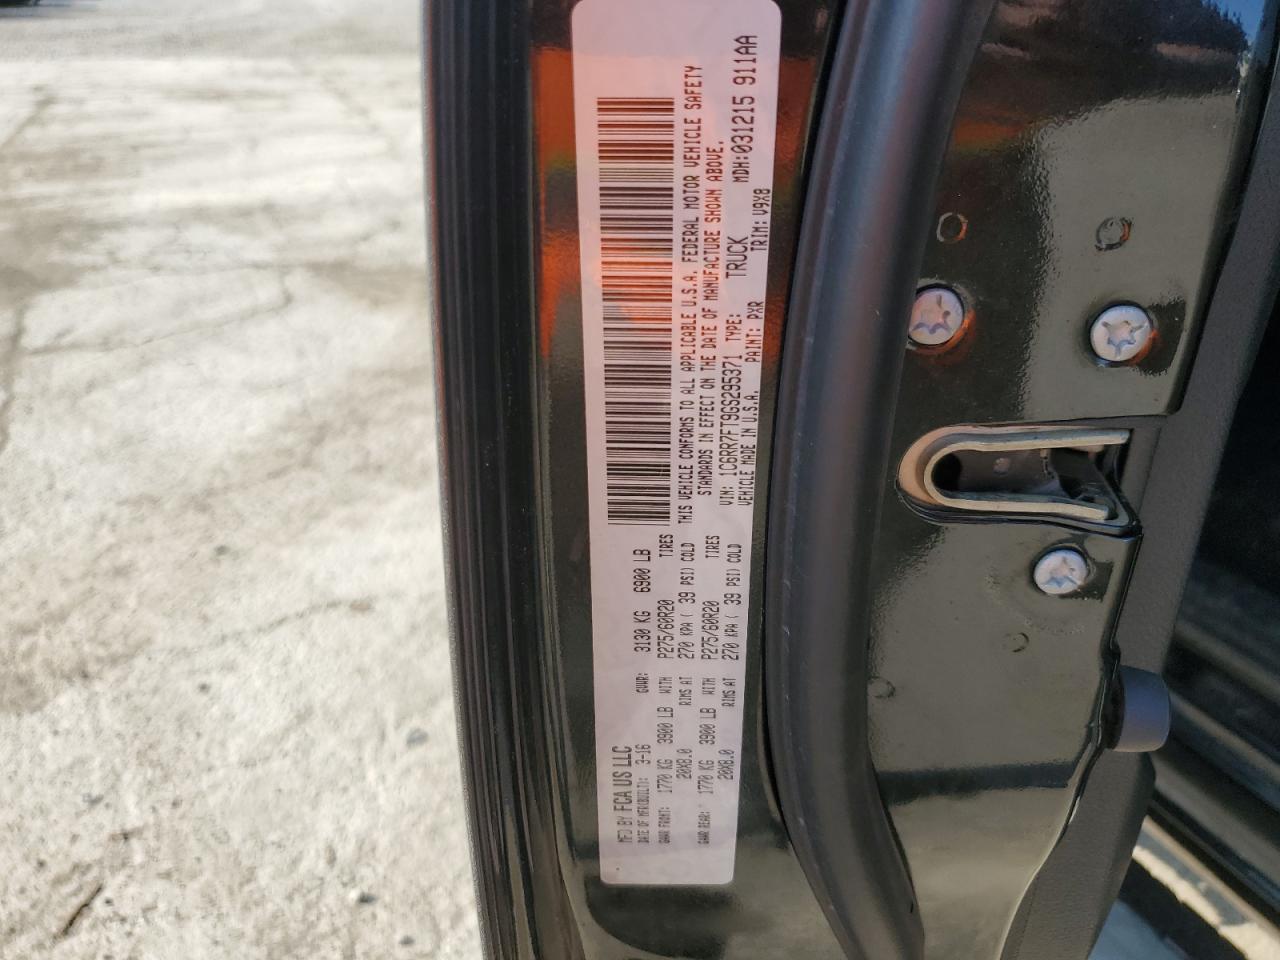 MFD BY FCA US LLC
DATE OF MFR(BUILT): 3-16 GVWR: 3130 KG 6900 LB
GAWR FRONT: 1770 KG 3900 LB WITH P275/60R20 TIRES
20X8.0 RIMS AT 270 KPA ( 39 PSI) COLD
GAWR REAR: 1770 KG 3900 LB WITH P275/60R20 TIRES
20X8.0 RIMS AT 270 KPA ( 39 PSI) COLD
THIS VEHICLE CONFORMS TO ALL APPLICABLE U.S.A. FEDERAL MOTOR VEHICLE SAFETY
STANDARDS IN EFFECT ON THE DATE OF MANUFACTURE SHOWN ABOVE.
VIN: 1C6RR7FT9GS295371 TYPE: TRUCK MDH:031215 911AA
VEHICLE MADE IN U.S.A. PAINT: PXR TRIM: V9X8